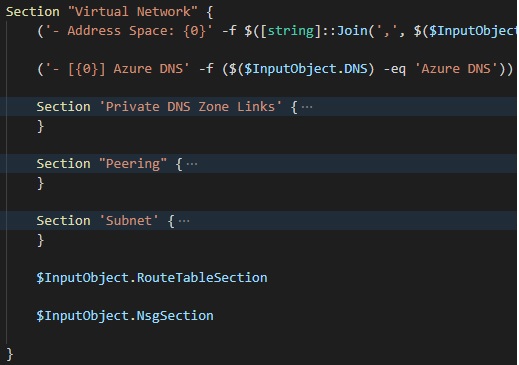 Section "Virtual Network" {
('- Address Space: {0}' -f $([string]::Join(',', $($InputObject
('- [{0}] Azure DNS' -f ($($InputObject.DNS) -eq 'Azure DNS'))
Section 'Private DNS Zone Links' {···
}
Section "Peering" {···
}
Section 'Subnet' {···
}
$InputObject.RouteTableSection
$InputObject.NsgSection
}